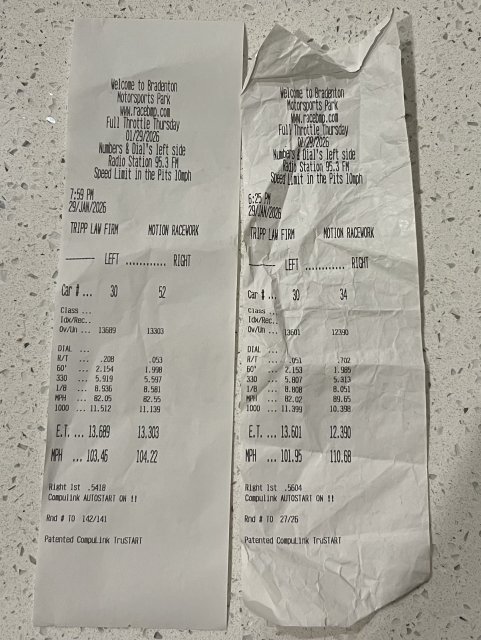 Welcome to Bradenton
Motorsports Park
www.racebmp.com
Full Throttle Thursday
01/29/2026
Numbers & Dial's left side
Radio Station 95.3 FM
Speed Limit in the Pits 10mph
7:59 PM
29/JAN/2026
TRIPP LAW FIRM MOTION RACEWORK
-------- LEFT ............ RIGHT
Car # ... 30 52
Class ...
Idx/Rec..
Ov/Un ... 13689 13303
DIAL ...
R/T ... .208 .053
60' ... 2.154 1.998
330 ... 5.919 5.597
1/8 ... 8.936 8.581
MPH ... 82.05 82.55
1000 ... 11.512 11.139
E.T. ... 13.689 13.303
MPH ... 103.46 104.22
Right 1st .5418
Compulink AUTOSTART ON !!
Rnd # TO 142/141
Patented CompuLink TruSTART
Welcome to Bradenton
Motorsports Park
www.racebmp.com
Full Throttle Thursday
01/29/2026
Numbers & Dial's left side
Radio Station 95.3 FM
Speed Limit in the Pits 10mph
6:25 PM
29/JAN/2026
TRIPP LAW FIRM MOTION RACEWORK
-------- LEFT ............ RIGHT
Car # ... 30 34
Class ...
Idx/Rec..
Ov/Un ... 13601 12390
DIAL ...
R/T ... .051 .702
60' ... 2.153 1.985
330 ... 5.807 5.313
1/8 ... 8.808 8.051
MPH ... 82.02 89.65
1000 ... 11.399 10.398
E.T. ... 13.601 12.390
MPH ... 101.95 110.68
Right 1st .5604
Compulink AUTOSTART ON !!
Rnd # TO 27/26
Patented CompuLink TruSTART